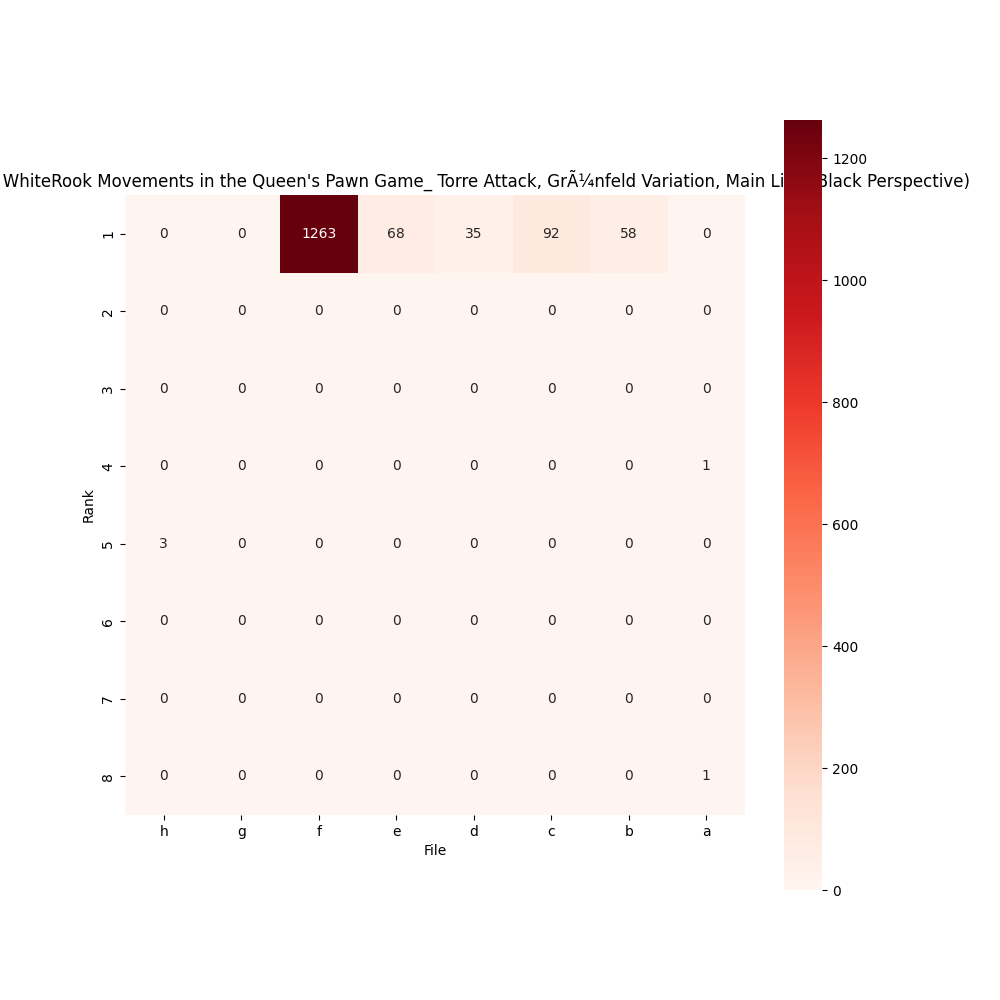 WhiteRook Movements in the Queen's Pawn Game_ Torre Attack, GrÃ¼nfeld Variation, Main Li Black Perspective)
1 0 0 1263 68 35 92 58 0
2 0 0 0 0 0 0 0 0
3 0 0 0 0 0 0 0 0
4 0 0 0 0 0 0 0 1
5 3 0 0 0 0 0 0 0
6 0 0 0 0 0 0 0 0
7 0 0 0 0 0 0 0 0
8 0 0 0 0 0 0 0 1
h g f e d c b a
File
Rank
1200
1000
800
600
400
200
0